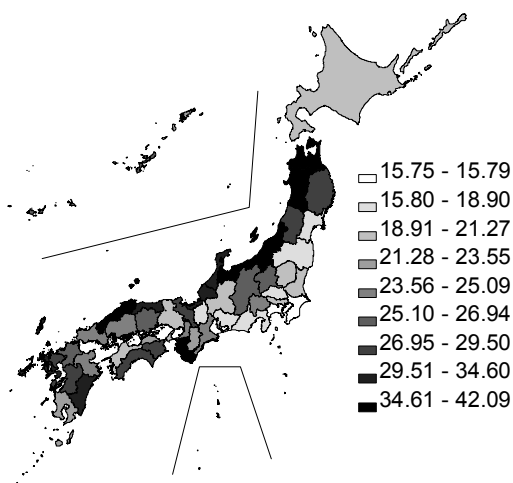 15.75 - 15.79
15.80 - 18.90
18.91 - 21.27
21.28 - 23.55
23.56 - 25.09
25.10 - 26.94
26.95 - 29.50
29.51 - 34.60
34.61 - 42.09